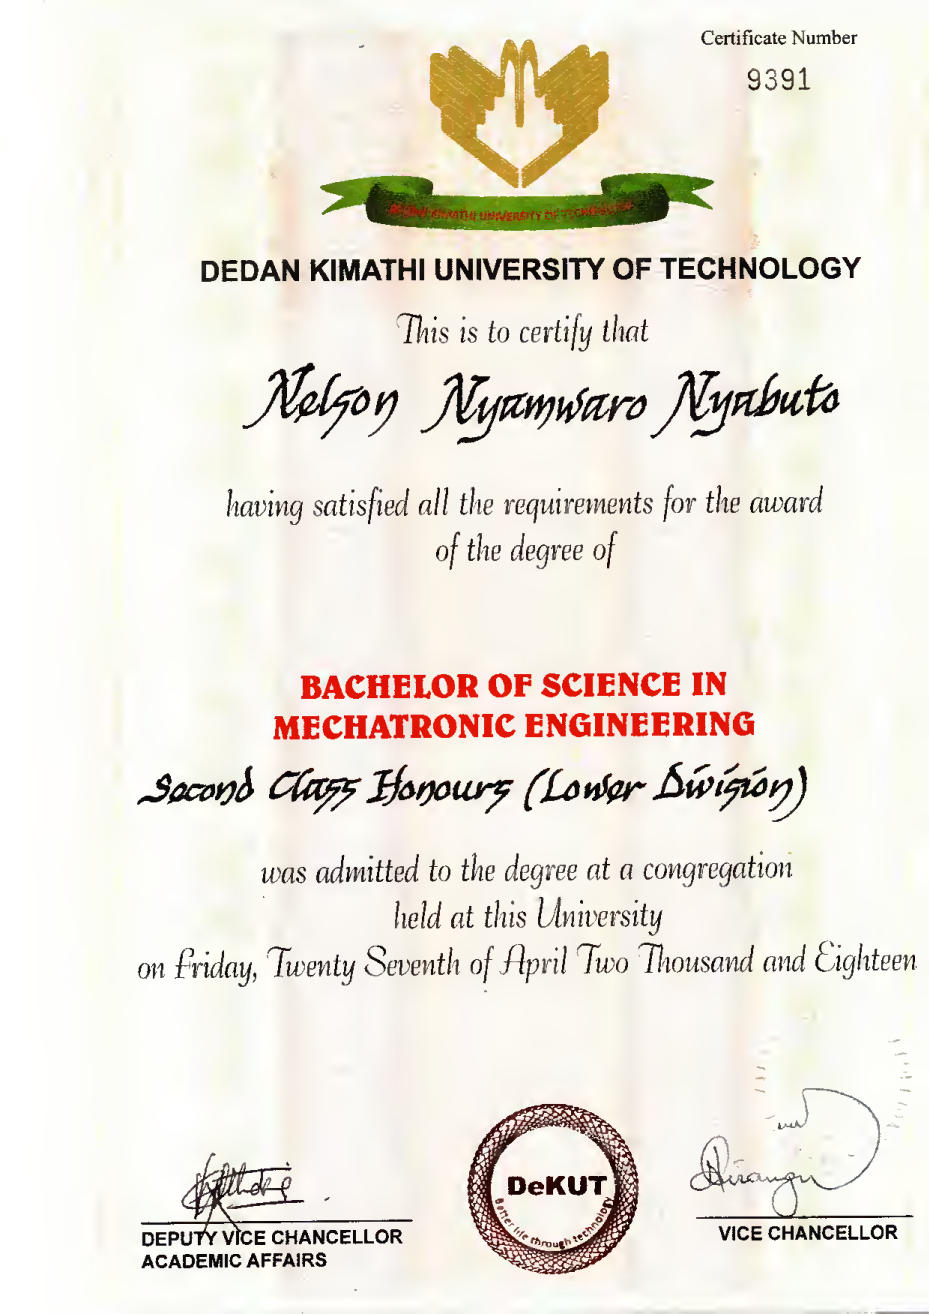 Certificate Number
9391
DEDAN KIMATHI UNIVERSITY OF TECHNOLOGY
DEDAN KIMATHI UNIVERSITY OF TECHNOLOGY
This is to certify that
Nelson Nyamwaro Nyabuto
having satisfied all the requirements for the award
of the degree of
BACHELOR OF SCIENCE IN
MECHATRONIC ENGINEERING
Second Class Honours (Lower Division)
was admitted to the degree at a congregation
held at this University
on Friday, Twenty Seventh of April Two Thousand and Eighteen
DeKUT
Better life through technology
DEPUTY VICE CHANCELLOR
ACADEMIC AFFAIRS
VICE CHANCELLOR